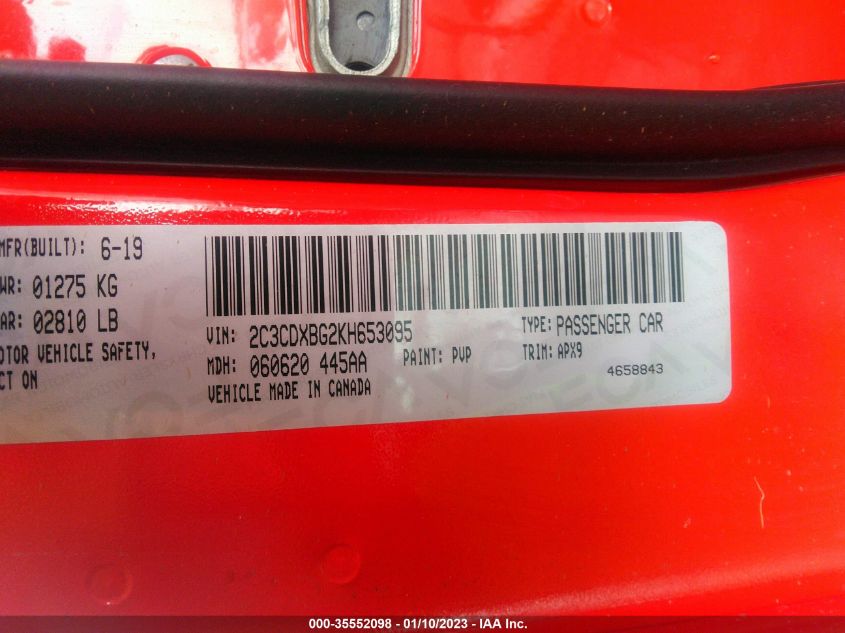 MFR(BUILT): 6-19
WR: 01275 KG
AR: 02810 LB
OTOR VEHICLE SAFETY,
CT ON
VIN: 2C3CDXBG2KH653095
TYPE: PASSENGER CAR
MDH: 060620 445AA
PAINT: PVP
TRIM: APX9
VEHICLE MADE IN CANADA
4658843
000-35552098 - 01/10/2023 - IAA Inc.